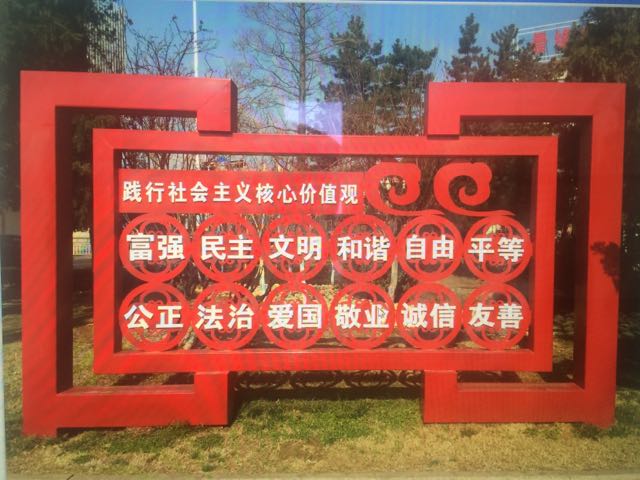 践行社会主义核心价值观
富强 民主 文明 和谐 自由 平等
公正 法治 爱国 敬业 诚信 友善